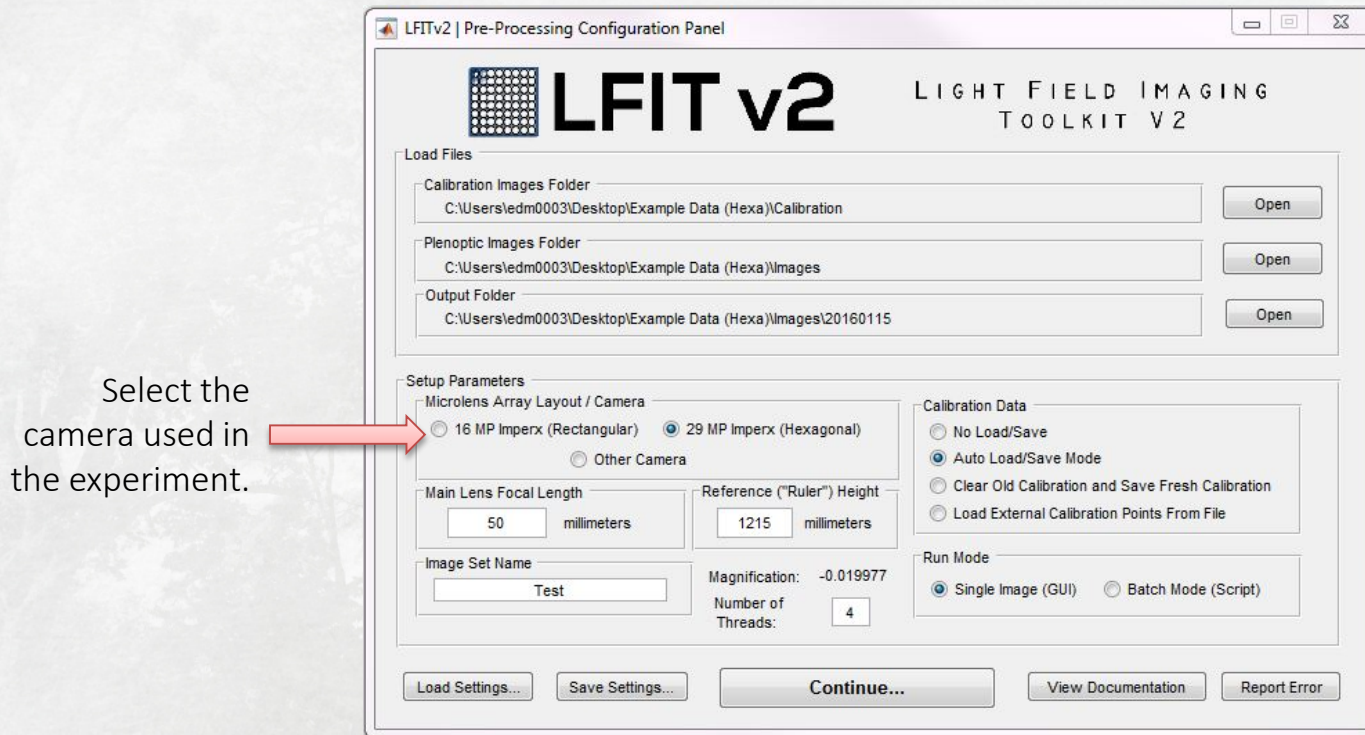 LFITv2 | Pre-Processing Configuration Panel
LFIT v2
LIGHT FIELD IMAGING
TOOLKIT V2
Load Files
Calibration Images Folder
C:\Users\edm0003\Desktop\Example Data (Hexa)\Calibration
Open
Plenoptic Images Folder
C:\Users\edm0003\Desktop\Example Data (Hexa)\Images
Open
Output Folder
C:\Users\edm0003\Desktop\Example Data (Hexa)\Images\20160115
Open
Select the
camera used in
the experiment.
Setup Parameters
Microlens Array Layout / Camera
16 MP Imperx (Rectangular) 29 MP Imperx (Hexagonal)
Other Camera
Main Lens Focal Length
50 millimeters
Reference ("Ruler") Height
1215 millimeters
Image Set Name
Test
Magnification: -0.019977
Number of
Threads:
4
Calibration Data
No Load/Save
Auto Load/Save Mode
Clear Old Calibration and Save Fresh Calibration
Load External Calibration Points From File
Run Mode
Single Image (GUI) Batch Mode (Script)
Load Settings... Save Settings... Continue... View Documentation Report Error